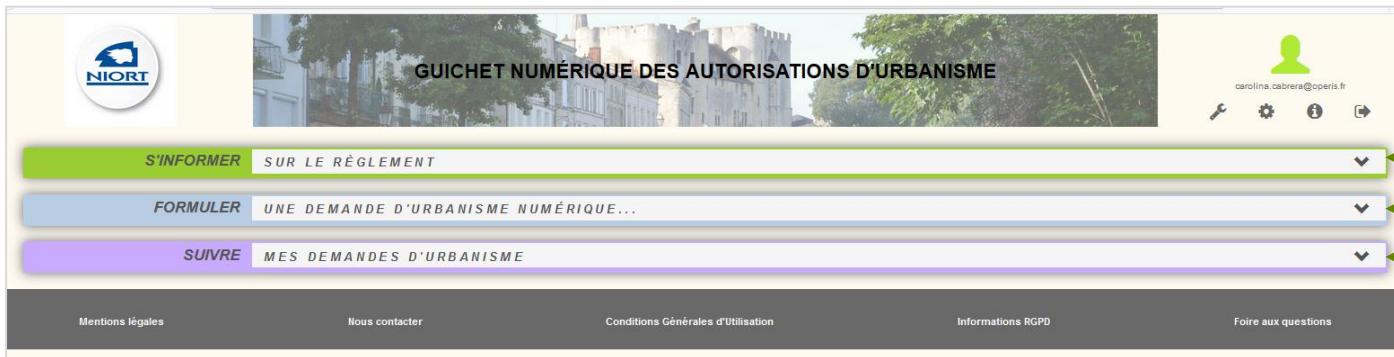 NIORT
GUICHET NUMÉRIQUE DES AUTORISATIONS D'URBANISME
carolina.cabrera@operis.fr
S'INFORMER SUR LE RÈGLEMENT
FORMULER UNE DEMANDE D'URBANISME NUMÉRIQUE...
SUIVRE MES DEMANDES D'URBANISME
Mentions légales Nous contacter Conditions Générales d'Utilisation Informations RGPD Foire aux questions